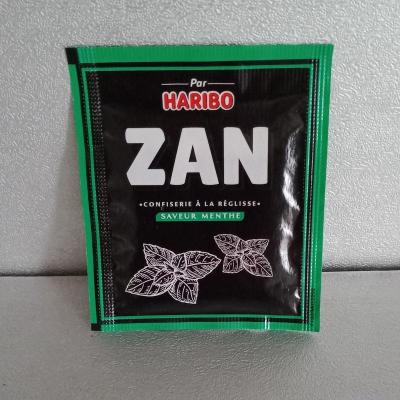 Par
HARIBO
ZAN
•CONFISERIE À LA RÉGLISSE•
SAVEUR MENTHE